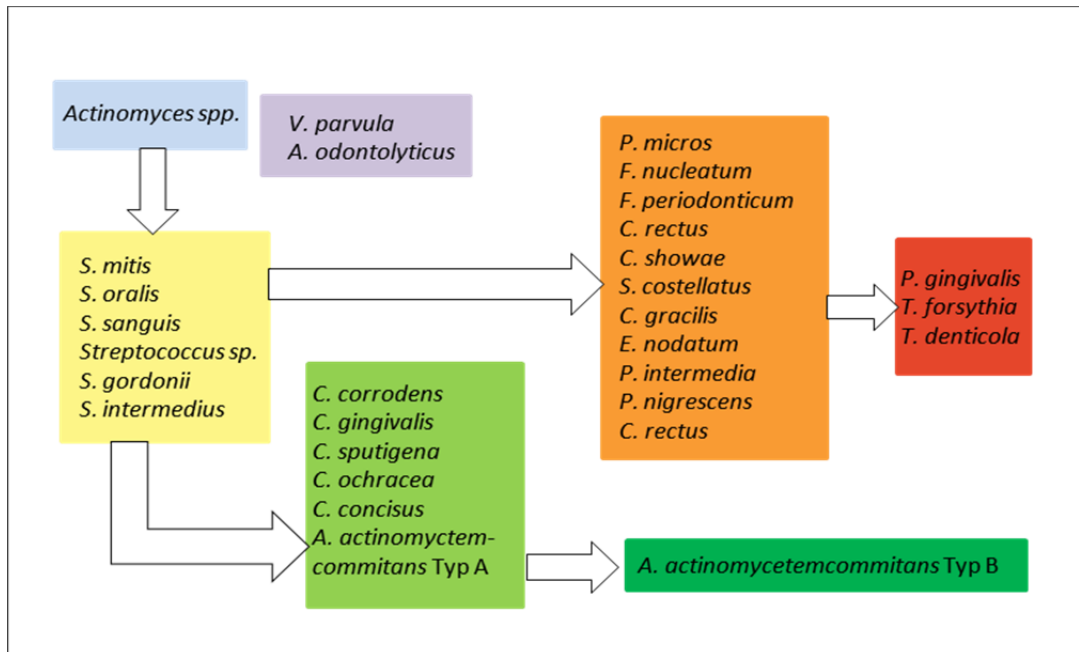 Actinomyces spp.
V. parvula
A. odontolyticus
S. mitis
S. oralis
S. sanguis
Streptococcus sp.
S. gordonii
S. intermedius
C. corrodens
C. gingivalis
C. sputigena
C. ochracea
C. concisus
A. actinomyctem-
commitans Typ A
P. micros
F. nucleatum
F. periodonticum
C. rectus
C. showae
S. costellatus
C. gracilis
E. nodatum
P. intermedia
P. nigrescens
C. rectus
P. gingivalis
T. forsythia
T. denticola
A. actinomycetemcommitans Typ B